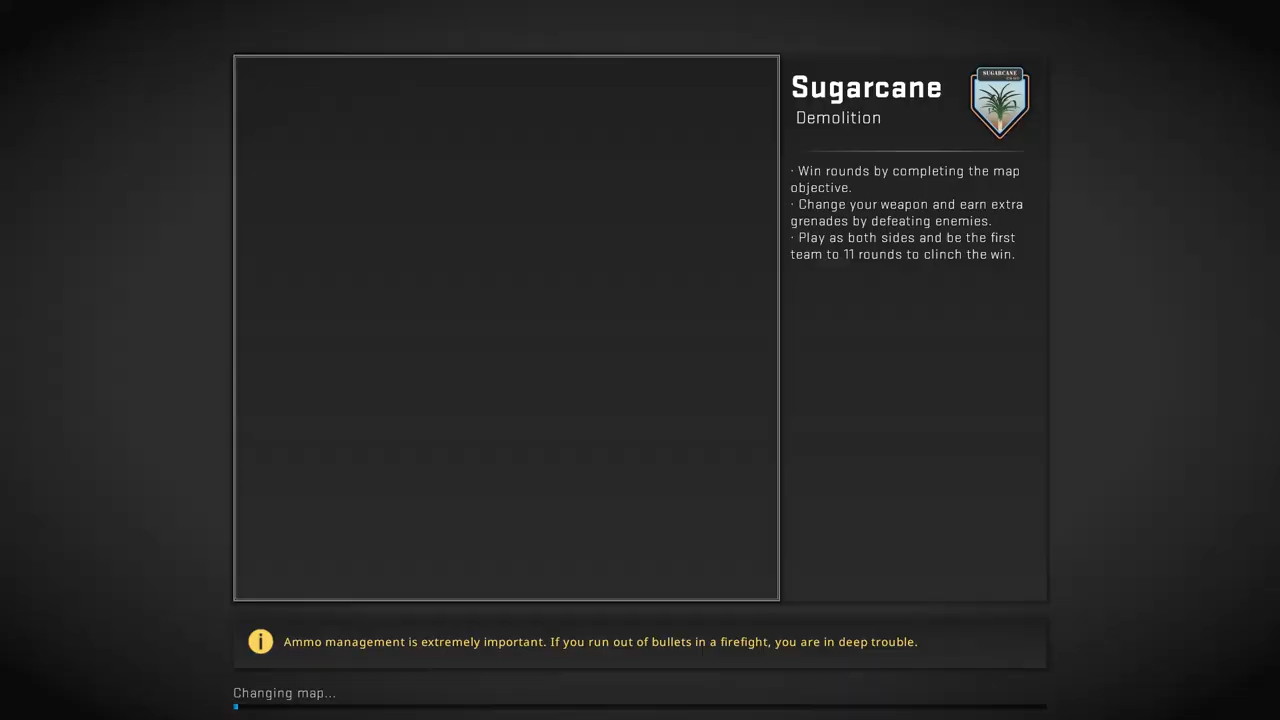 Sugarcane
SUGARCANE
Demolition
· Win rounds by completing the map
objective.
· Change your weapon and earn extra
grenades by defeating enemies.
· Play as both sides and be the first
team to 11 rounds to clinch the win.
i
Ammo management is extremely important. If you run out of bullets in a firefight, you are in deep trouble.
Changing map...